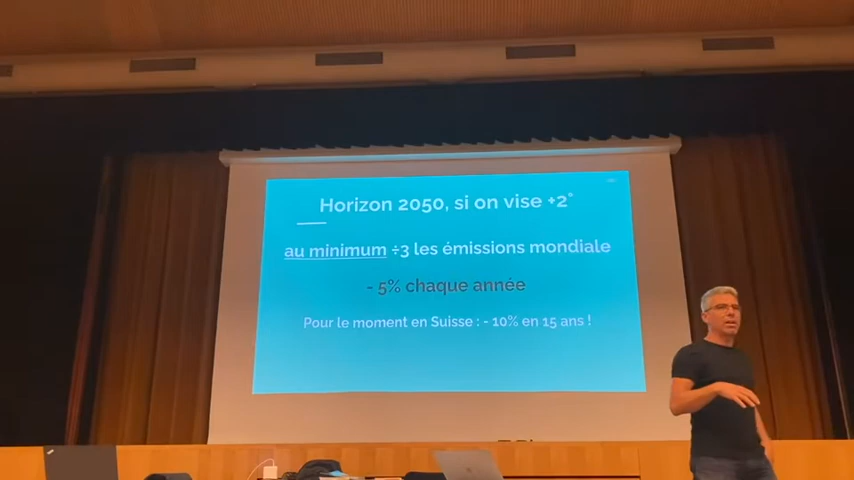 Horizon 2050, si on vise +2°
au minimum ÷3 les émissions mondiale
- 5% chaque année
Pour le moment en Suisse : - 10% en 15 ans !